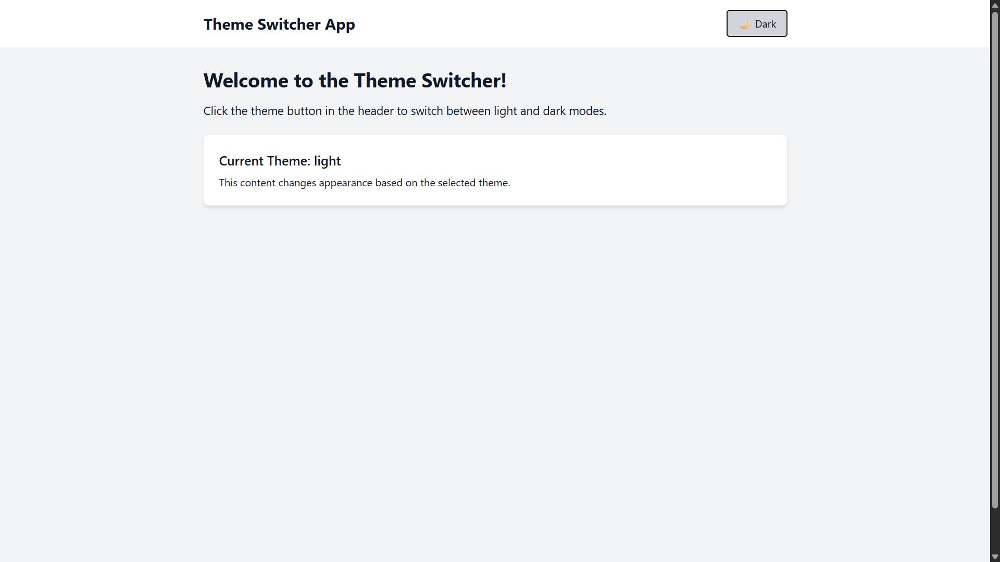 Theme Switcher App
🌙 Dark
Welcome to the Theme Switcher!
Click the theme button in the header to switch between light and dark modes.
Current Theme: light
This content changes appearance based on the selected theme.